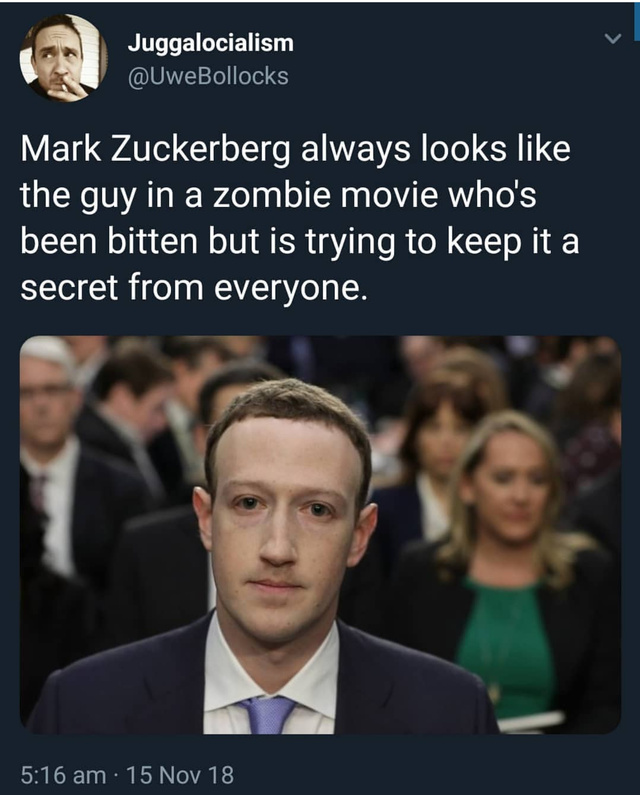 Juggalocialism
@UweBollocks
Mark Zuckerberg always looks like
the guy in a zombie movie who's
been bitten but is trying to keep it a
secret from everyone.
5:16 am · 15 Nov 18